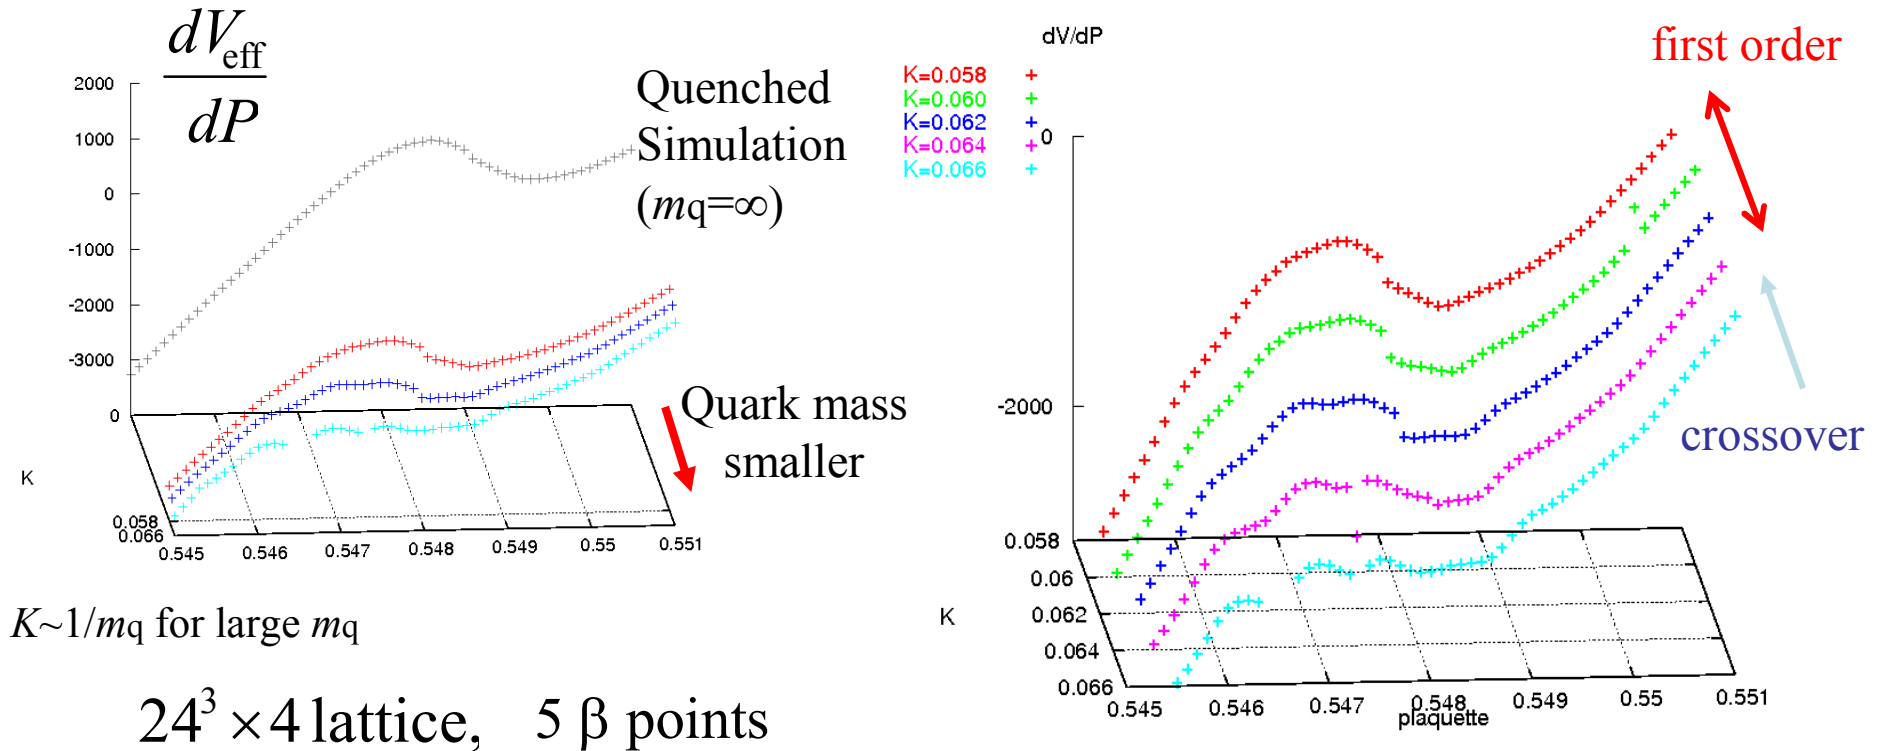 dV_eff
dP
2000
1000
0
-1000
-2000
-3000
0
K
0.058
0.066
0.545
0.546
0.547
0.548
0.549
0.55
0.551
Quenched
Simulation
(mq=∞)
Quark mass
smaller
K~1/mq for large mq
24³ × 4 lattice, 5 β points
dV/dP
K=0.058
K=0.060
K=0.062
K=0.064
K=0.066
0
-2000
first order
crossover
K
0.058
0.06
0.062
0.064
0.066
0.545
0.546
0.547
0.548
0.549
0.55
0.551
plaquette